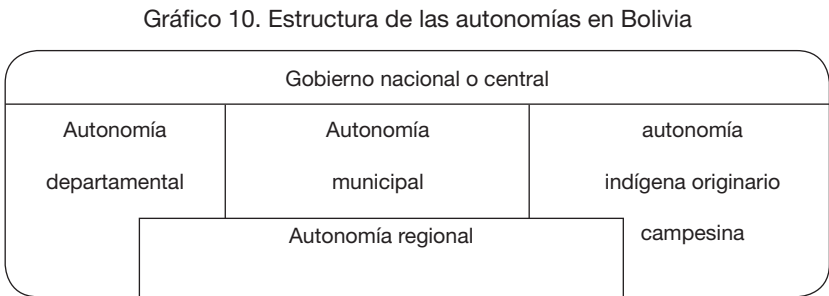 Gráfico 10. Estructura de las autonomías en Bolivia
Gobierno nacional o central
Autonomía
departamental
Autonomía
municipal
autonomía
indígena originario
campesina
Autonomía regional